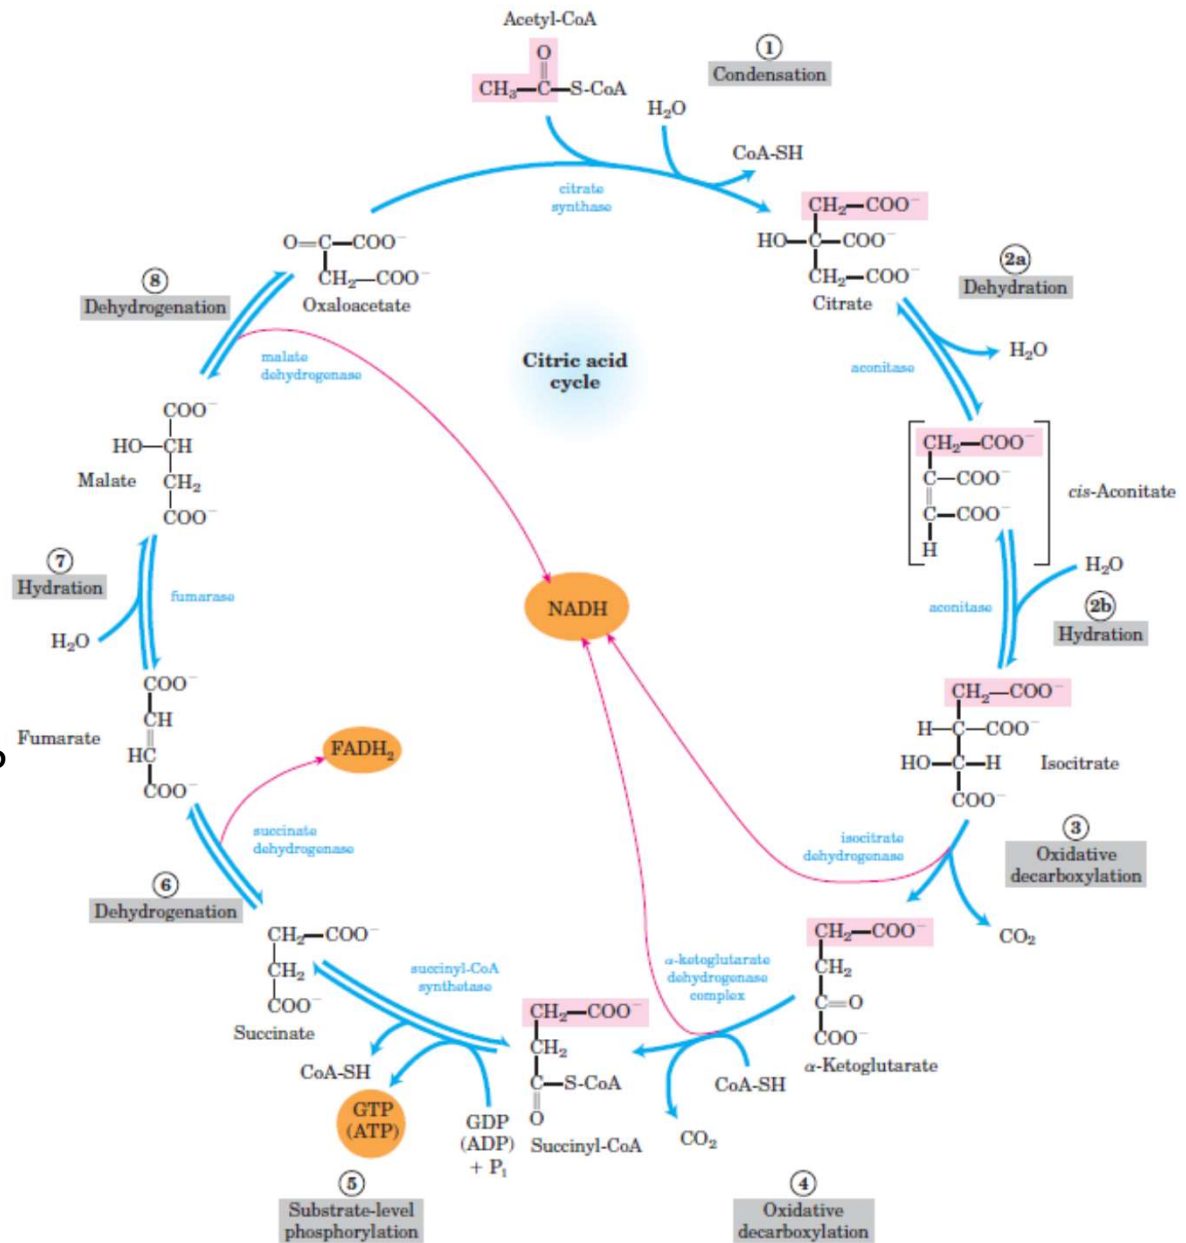 Acetyl-CoA
O
CH₃—C—S-CoA
1
Condensation
H₂O
CoA-SH
citrate
synthase
CH₂—COO⁻
HO—C—COO⁻
CH₂—COO⁻
Citrate
2a
Dehydration
H₂O
aconitase
O=C—COO⁻
CH₂—COO⁻
Oxaloacetate
8
Dehydrogenation
malate
dehydrogenase
Citric acid
cycle
CH₂—COO⁻
C—COO⁻
C—COO⁻
H
cis-Aconitate
COO⁻
HO—CH
CH₂
COO⁻
Malate
7
Hydration
fumarase
H₂O
NADH
aconitase
H₂O
2b
Hydration
CH₂—COO⁻
H—C—COO⁻
HO—C—H
COO⁻
Isocitrate
COO⁻
CH
HC
COO⁻
Fumarate
FADH₂
succinate
dehydrogenase
6
Dehydrogenation
isocitrate
dehydrogenase
3
Oxidative
decarboxylation
CO₂
CH₂—COO⁻
CH₂
C=O
COO⁻
α-Ketoglutarate
α-ketoglutarate
dehydrogenase
complex
CoA-SH
CO₂
4
Oxidative
decarboxylation
CH₂—COO⁻
CH₂
C—S-CoA
O
Succinyl-CoA
succinyl-CoA
synthetase
CH₂—COO⁻
CH₂
COO⁻
Succinate
CoA-SH
GTP
(ATP)
GDP
(ADP)
+ Pᵢ
5
Substrate-level
phosphorylation